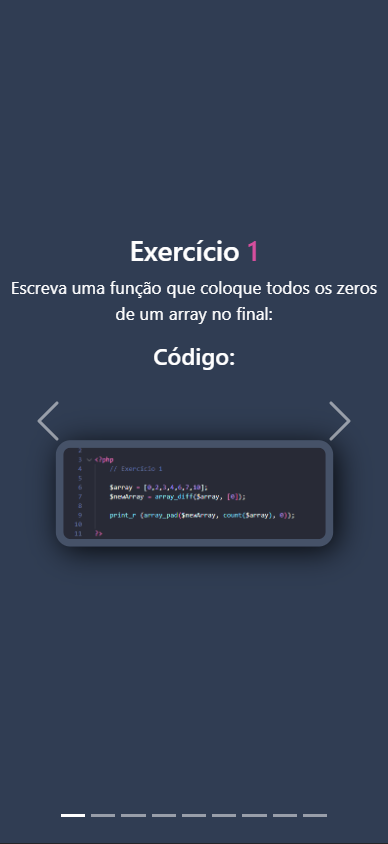 Exercício 1
Escreva uma função que coloque todos os zeros
de um array no final:
Código:
2
3 <?php
4 // Exercício 1
5
6 $array = [0,2,3,4,6,7,10];
7 $newArray = array_diff($array, [0]);
8
9 print_r (array_pad($newArray, count($array), 0));
10
11 ?>